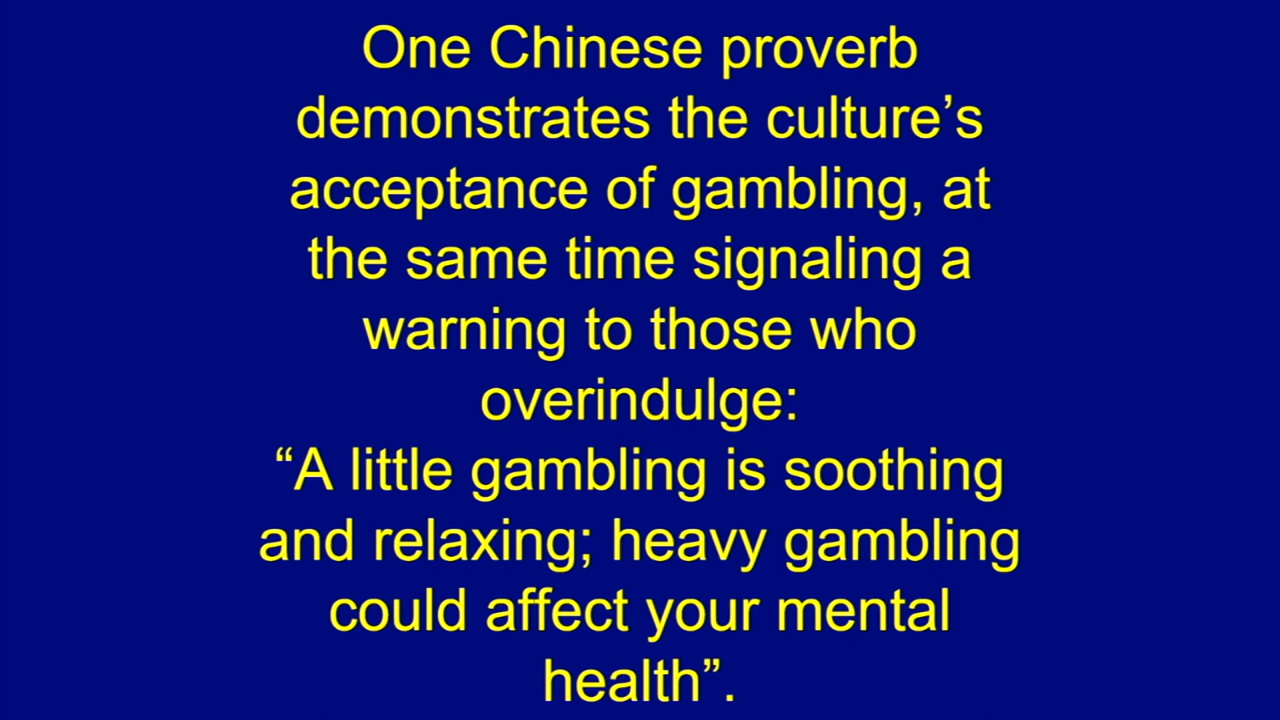 One Chinese proverb
demonstrates the culture’s
acceptance of gambling, at
the same time signaling a
warning to those who
overindulge:
“A little gambling is soothing
and relaxing; heavy gambling
could affect your mental
health”.